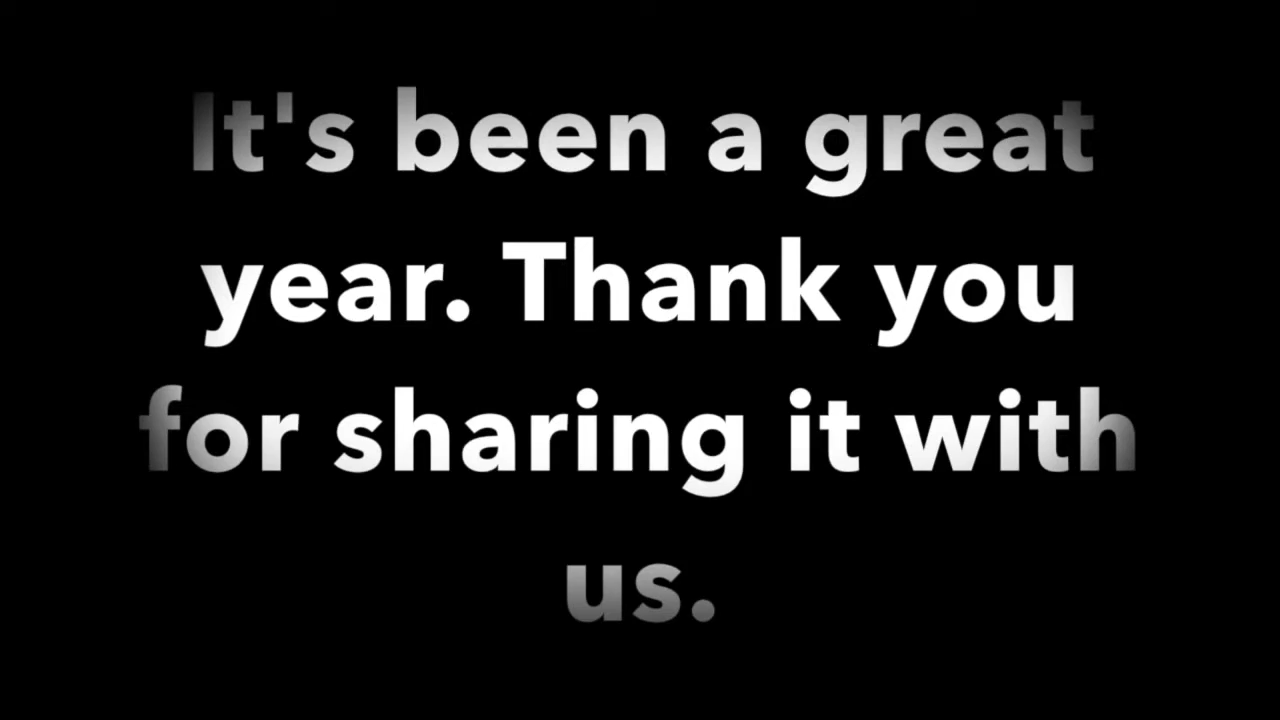 It's been a great
year. Thank you
for sharing it with
us.